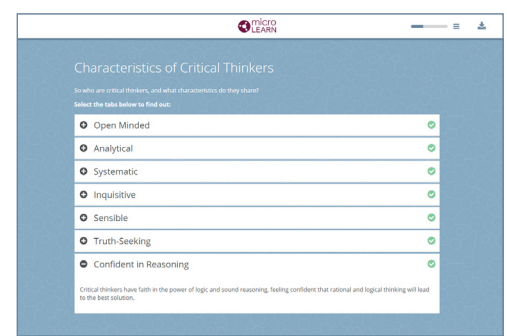 micro
LEARN
Characteristics of Critical Thinkers
So who are critical thinkers, and what characteristics do they share?
Select the tabs below to find out:
Open Minded
Analytical
Systematic
Inquisitive
Sensible
Truth-Seeking
Confident in Reasoning
Critical thinkers have faith in the power of logic and sound reasoning, feeling confident that rational and logical thinking will lead
to the best solution.